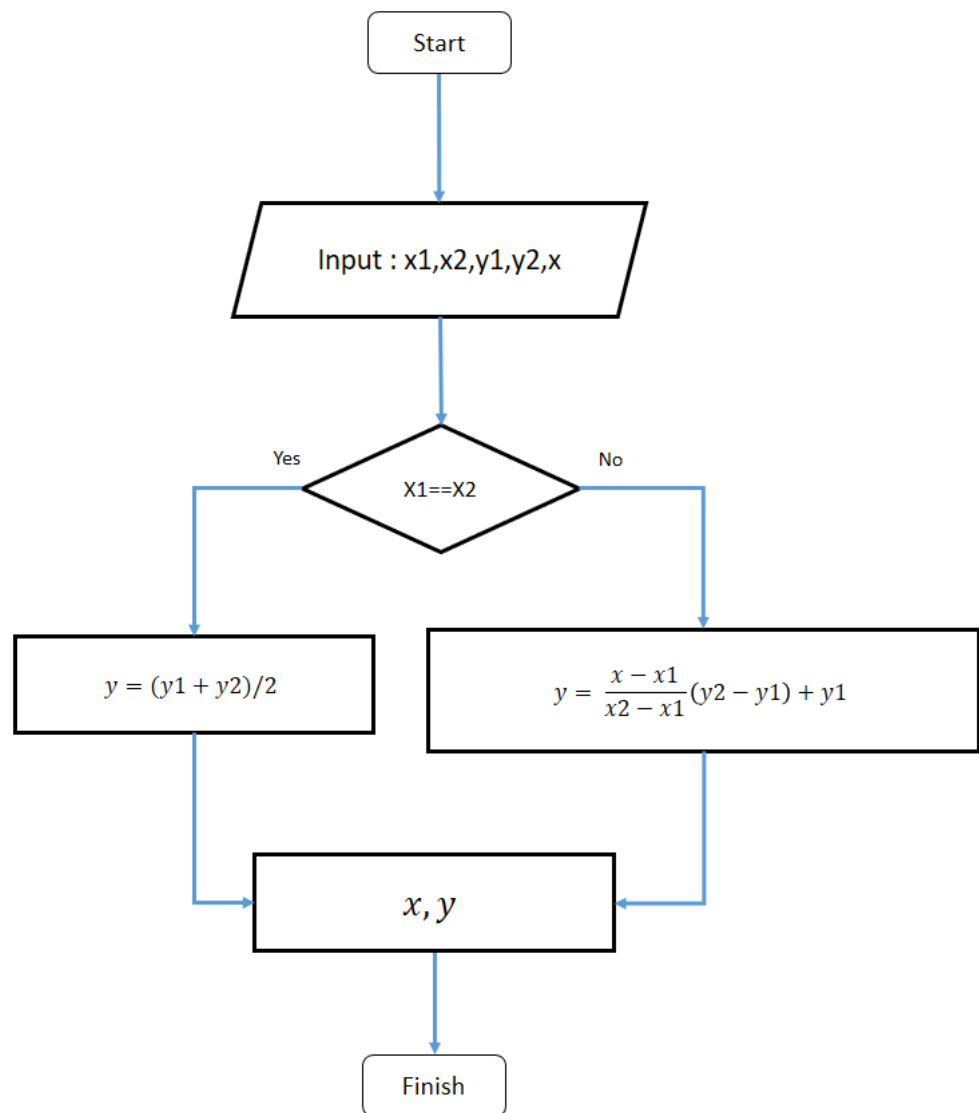 Start
Input : x1,x2,y1,y2,x
Yes
No
X1==X2
y = (y1 + y2)/2
y = \frac{x - x1}{x2 - x1}(y2 - y1) + y1
x, y
Finish